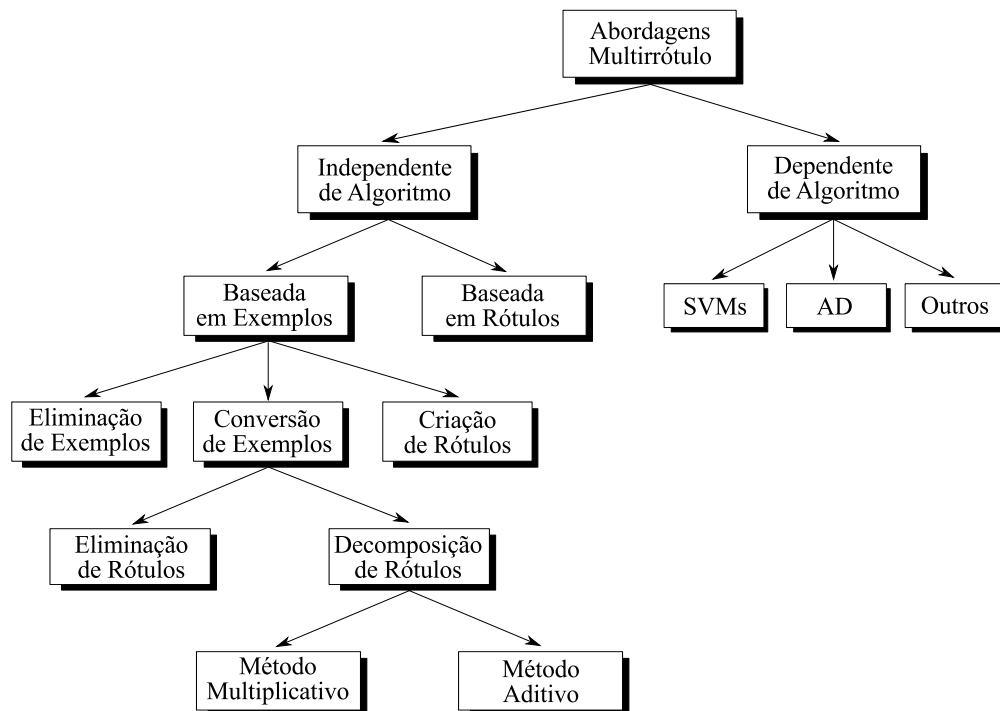 Abordagens
Multirrótulo
Independente
de Algoritmo
Dependente
de Algoritmo
Baseada
em Exemplos
Baseada
em Rótulos
SVMs
AD
Outros
Eliminação
de Exemplos
Conversão
de Exemplos
Criação
de Rótulos
Eliminação
de Rótulos
Decomposição
de Rótulos
Método
Multiplicativo
Método
Aditivo